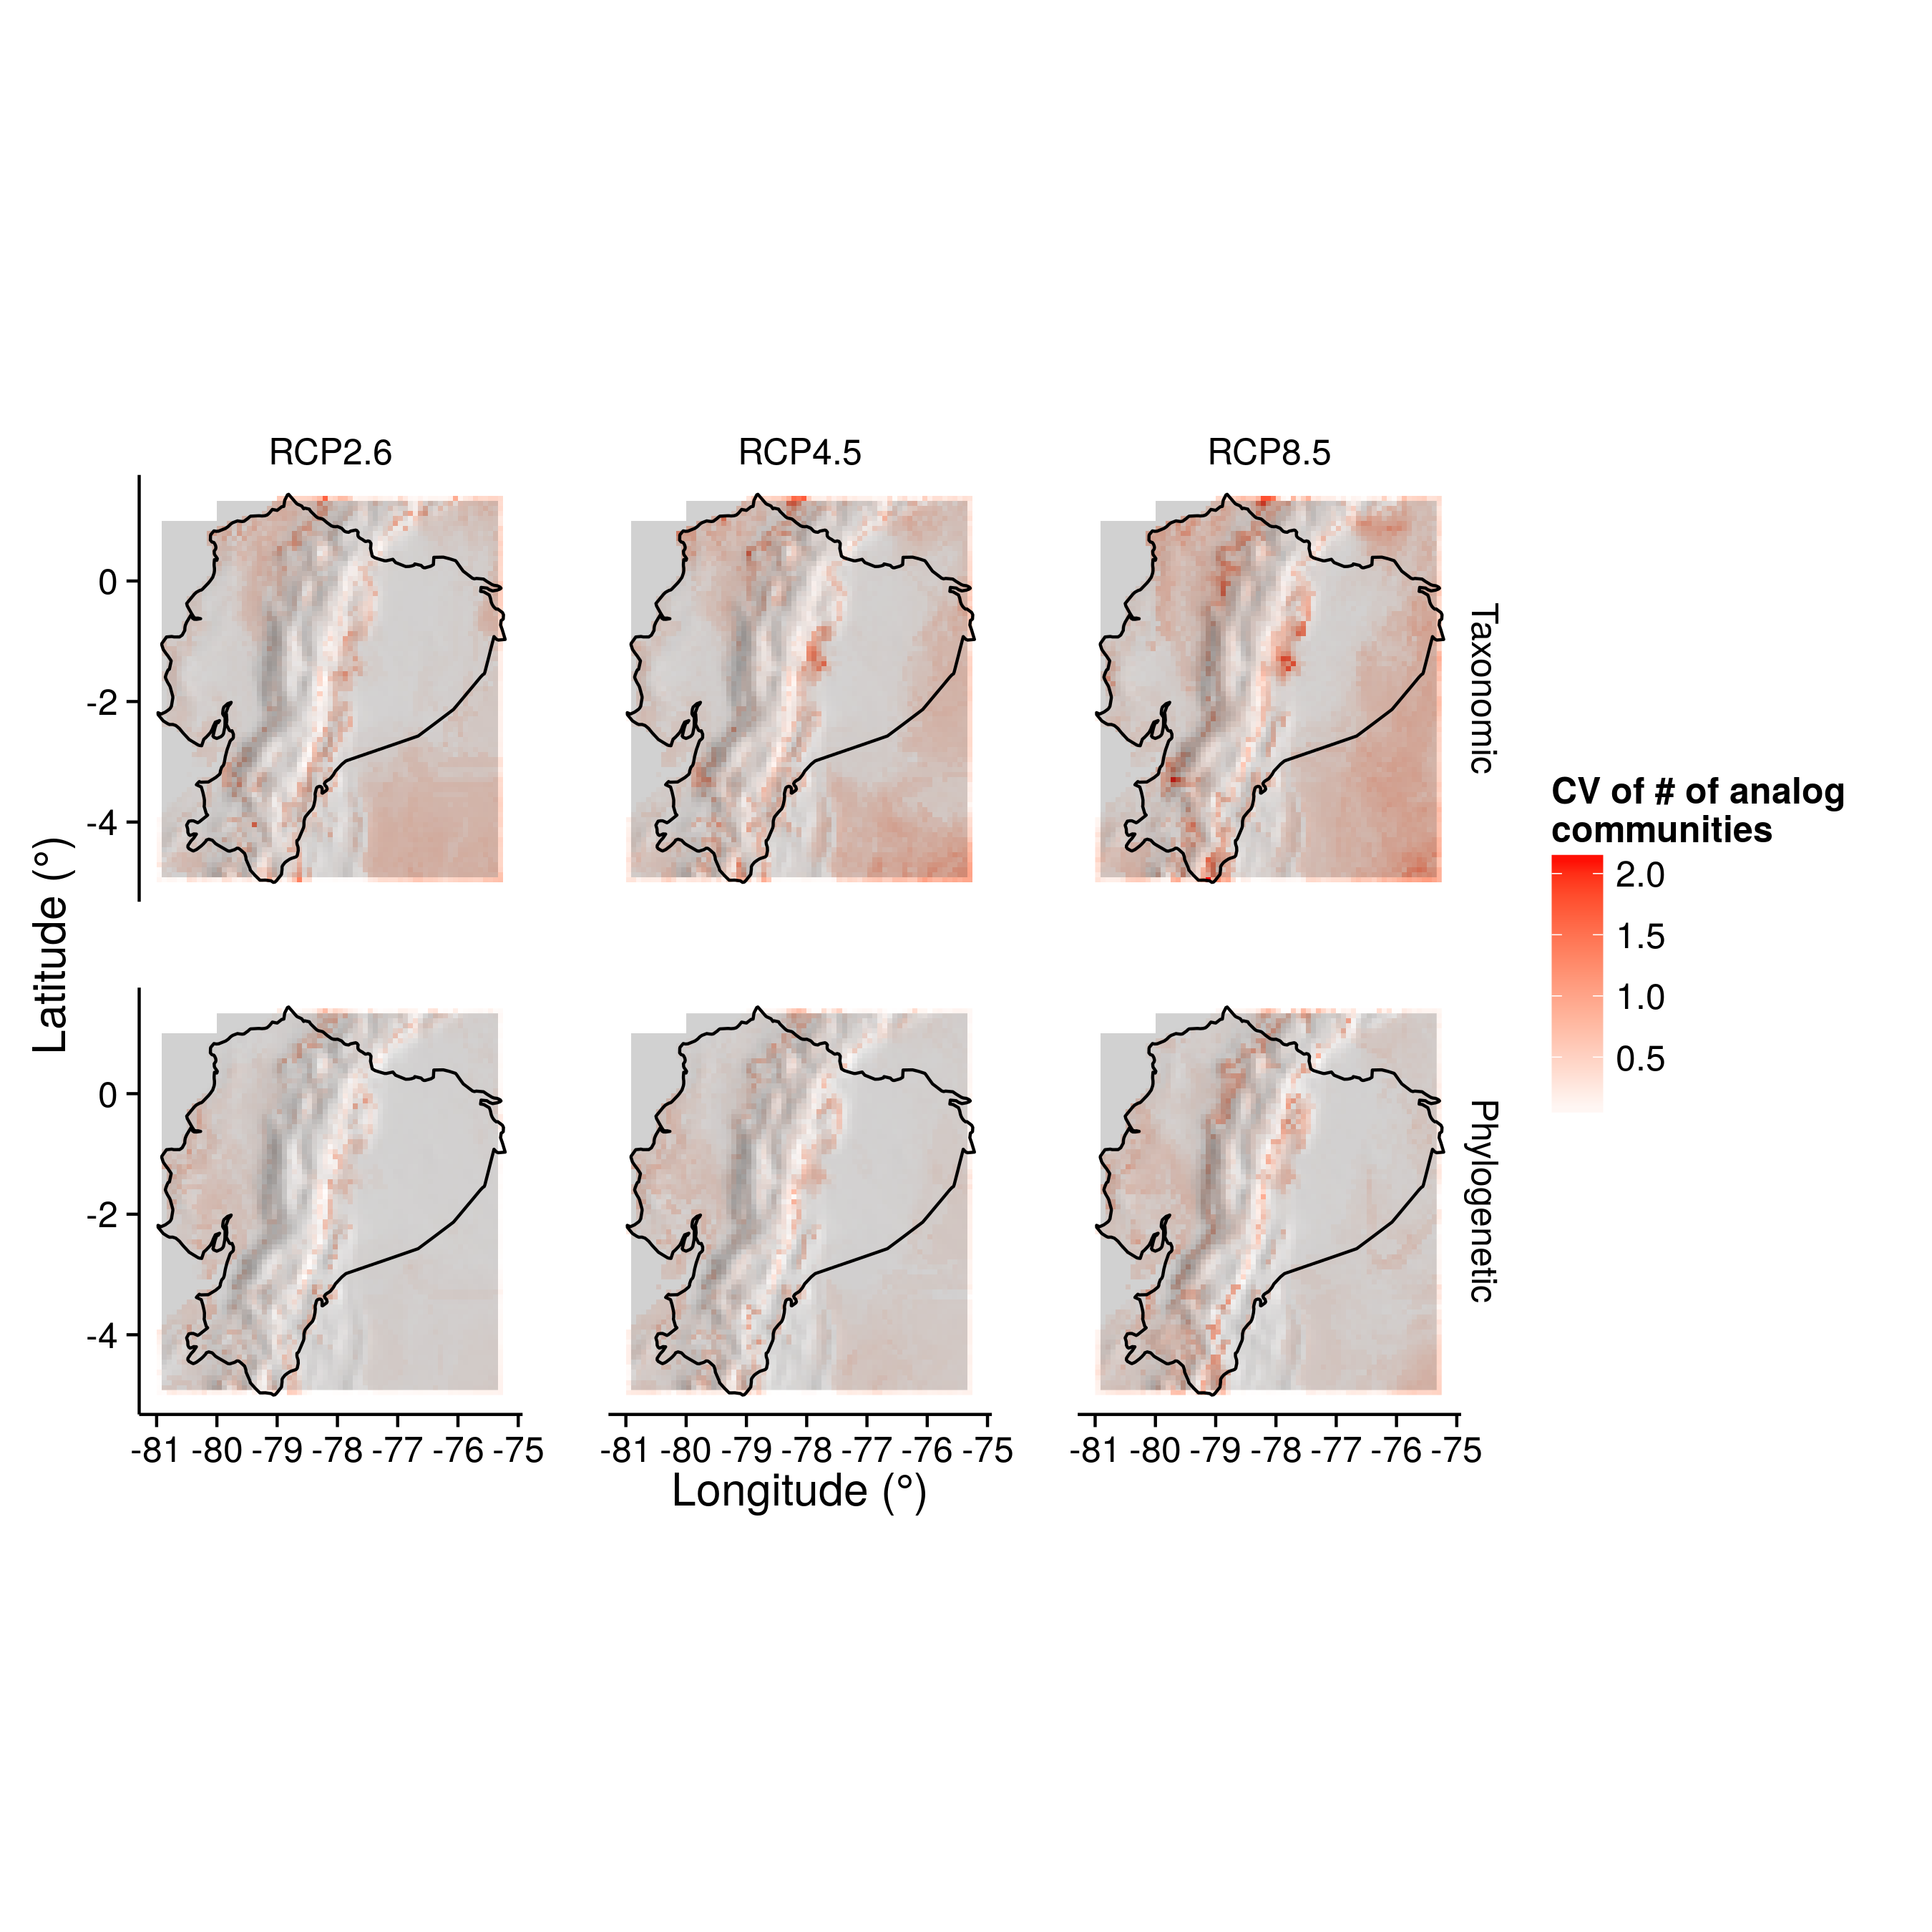 RCP2.6 RCP4.5 RCP8.5
0
-2
-4
Taxonomic
0
-2
-4
Phylogenetic
Latitude (°)
-81 -80 -79 -78 -77 -76 -75 -81 -80 -79 -78 -77 -76 -75 -81 -80 -79 -78 -77 -76 -75
Longitude (°)
CV of # of analog
communities
2.0
1.5
1.0
0.5